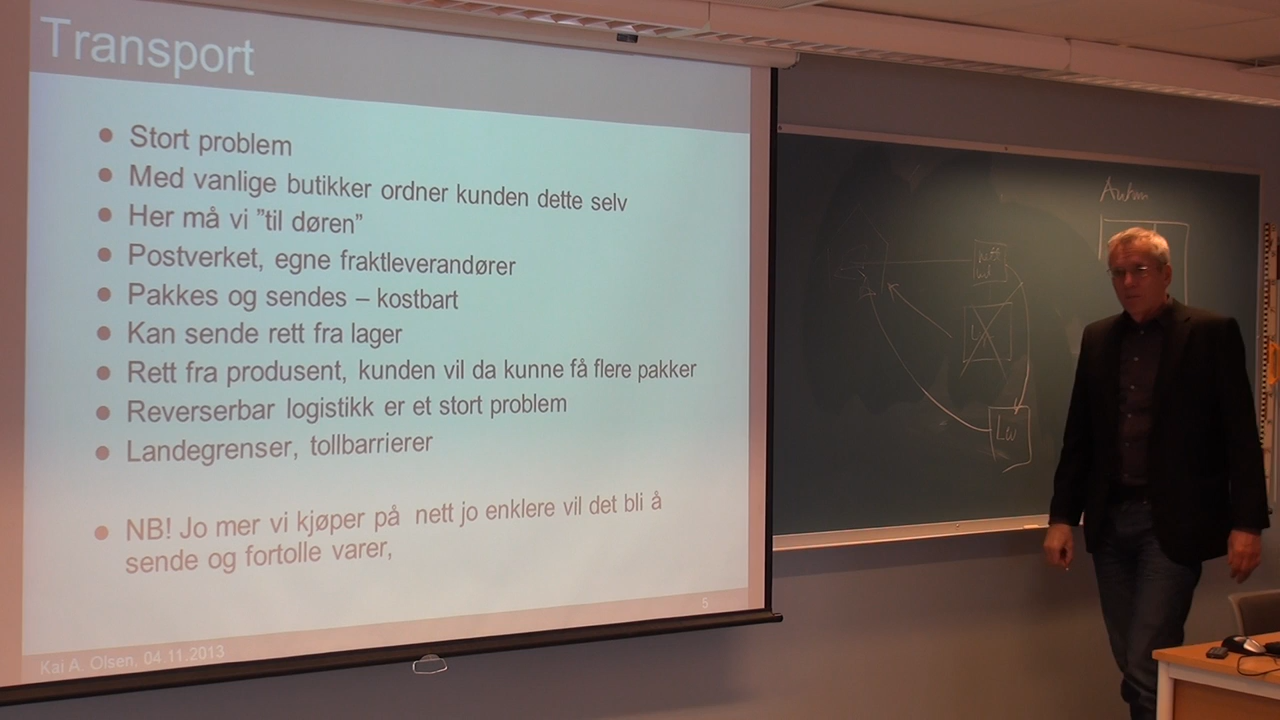 Transport
Stort problem
Med vanlige butikker ordner kunden dette selv
Her må vi "til døren"
Postverket, egne fraktleverandører
Pakkes og sendes – kostbart
Kan sende rett fra lager
Rett fra produsent, kunden vil da kunne få flere pakker
Reverserbar logistikk er et stort problem
Landegrenser, tollbarrierer
NB! Jo mer vi kjøper på nett jo enklere vil det bli å
sende og fortolle varer,
5
Kai A. Olsen, 04.11.2013